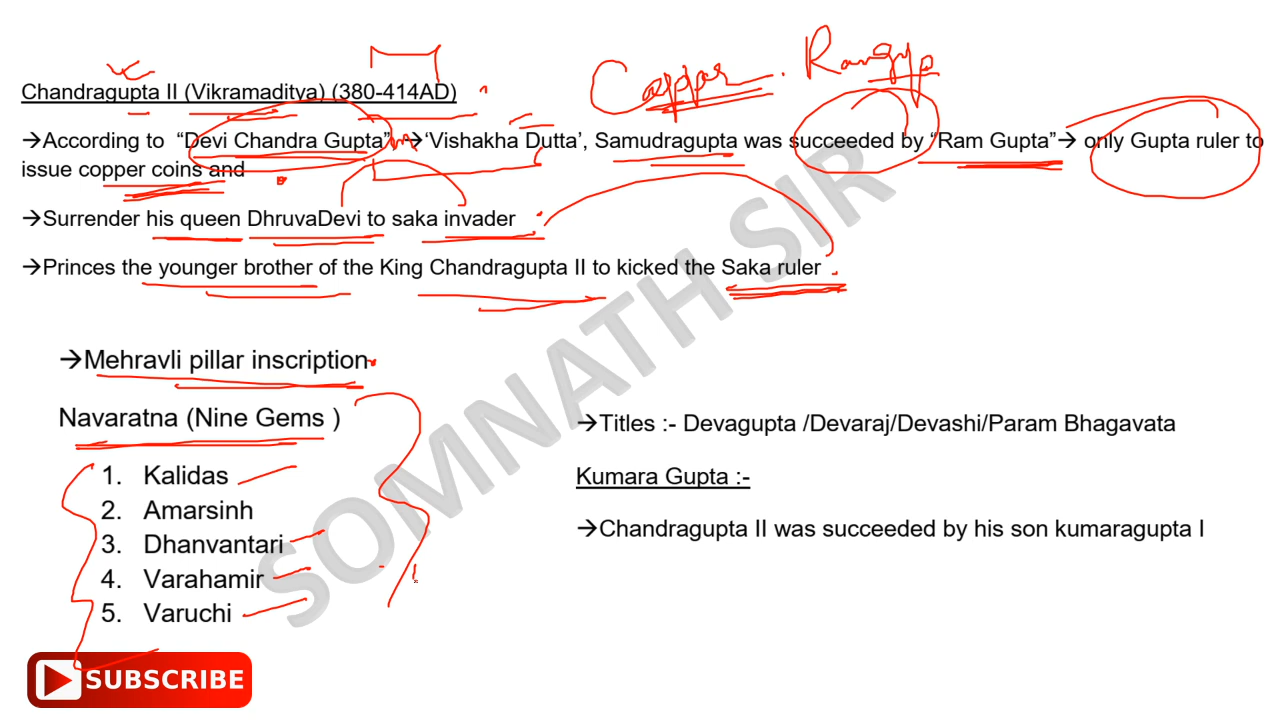 Chandragupta II (Vikramaditya) (380-414AD)
→According to “Devi Chandra Gupta” → ‘Vishakha Dutta’, Samudragupta was succeeded by “Ram Gupta”→ only Gupta ruler to
issue copper coins and
→Surrender his queen DhruvaDevi to saka invader
→Princes the younger brother of the King Chandragupta II to kicked the Saka ruler
→Mehravli pillar inscription
Navaratna (Nine Gems )
1. Kalidas
2. Amarsinh
3. Dhanvantari
4. Varahamir
5. Varuchi
→Titles :- Devagupta /Devaraj/Devashi/Param Bhagavata
Kumara Gupta :-
→Chandragupta II was succeeded by his son kumaragupta I
SOMNATH SIR
SUBSCRIBE